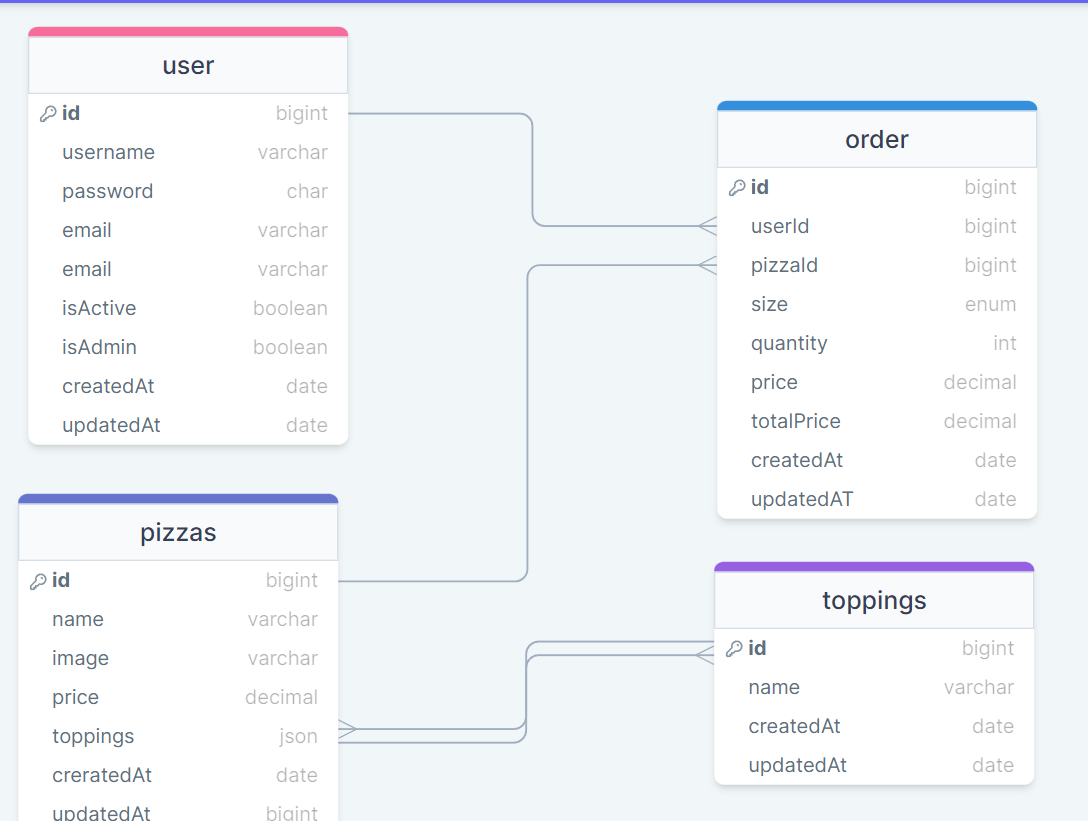 user
id bigint
username varchar
password char
email varchar
email varchar
isActive boolean
isAdmin boolean
createdAt date
updatedAt date
order
id bigint
userId bigint
pizzaId bigint
size enum
quantity int
price decimal
totalPrice decimal
createdAt date
updatedAT date
pizzas
id bigint
name varchar
image varchar
price decimal
toppings json
creratedAt date
updatedAt bigint
toppings
id bigint
name varchar
createdAt date
updatedAt date